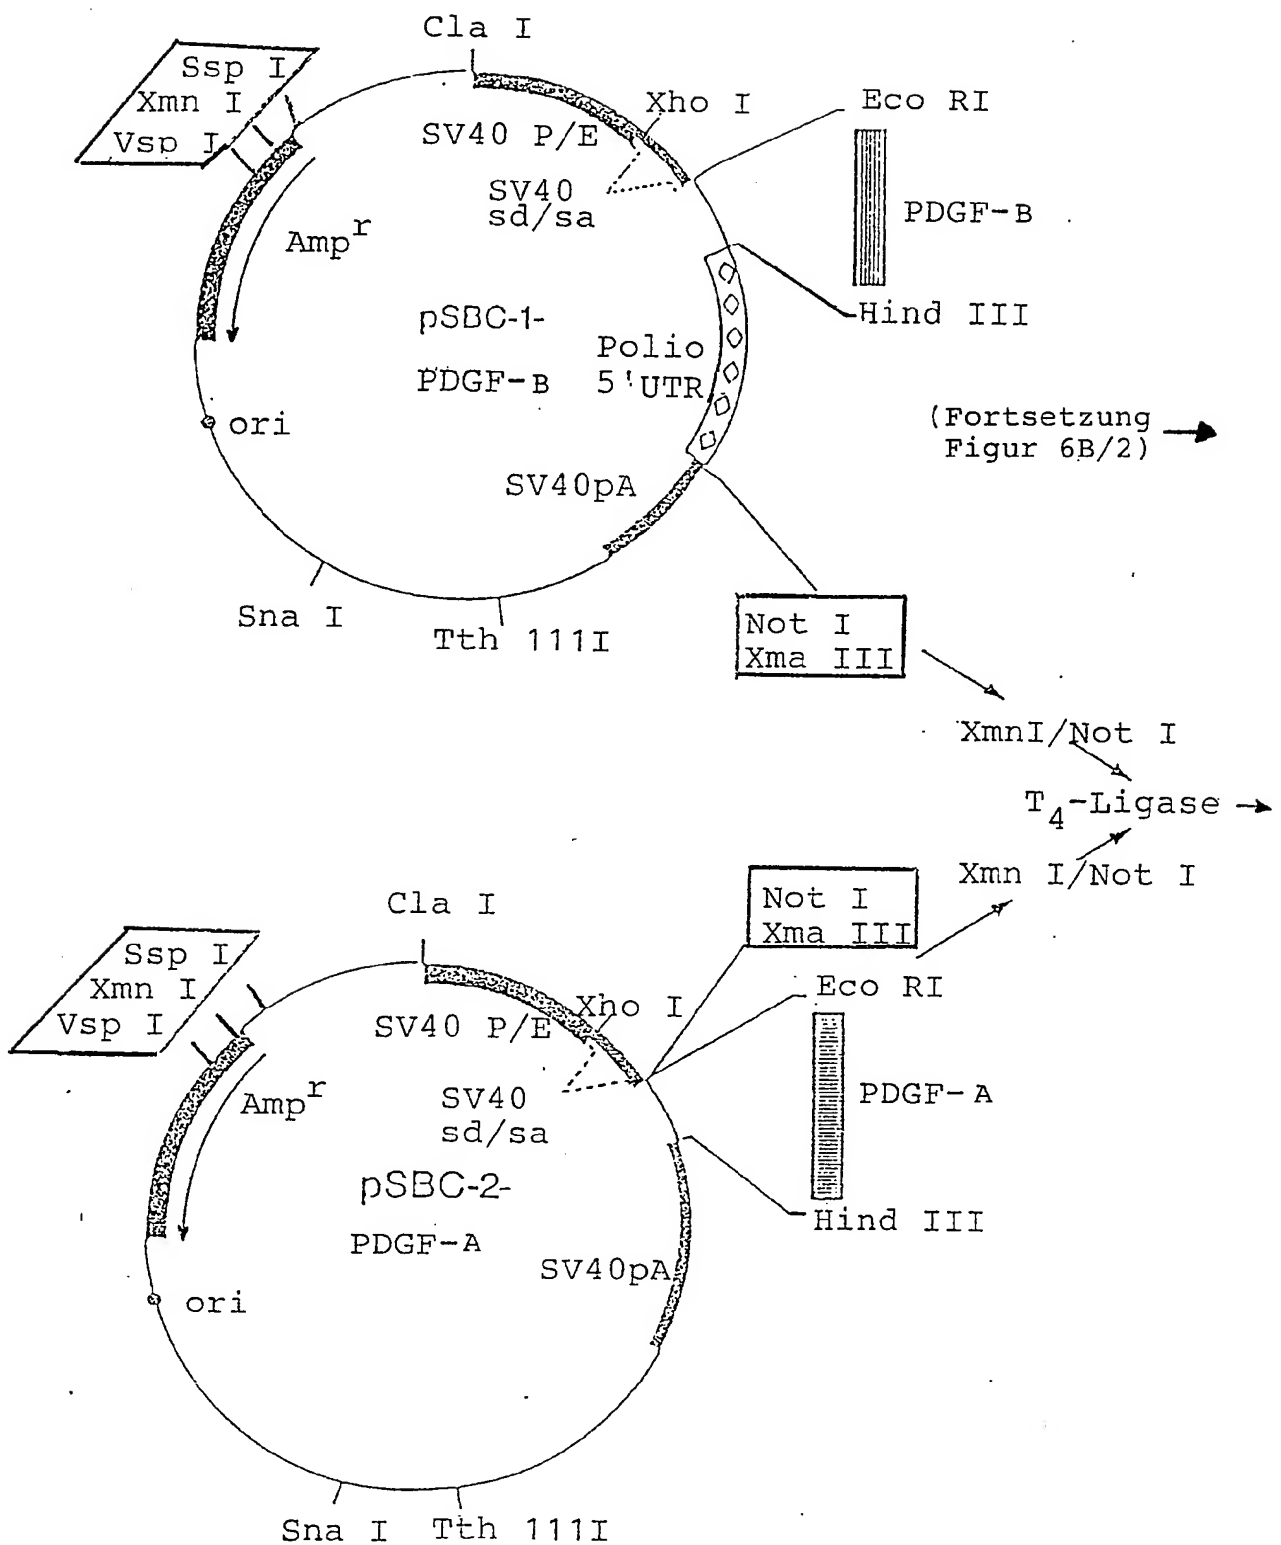 Cla I
Ssp I
Xmn I
Vsp I
Xho I
Eco RI
SV40 P/E
SV40
sd/sa
PDGF-B
Amp^r
Hind III
pSBC-1-
PDGF-B
Polio
5'UTR
ori
(Fortsetzung
Figur 6B/2)
SV40pA
Sna I
Tth 111I
Not I
Xma III
XmnI/Not I
T4-Ligase
Xmn I/Not I
Not I
Xma III
Cla I
Ssp I
Xmn I
Vsp I
Xho I
Eco RI
SV40 P/E
SV40
sd/sa
PDGF-A
Amp^r
pSBC-2-
PDGF-A
Hind III
SV40pA
ori
Sna I
Tth 111I